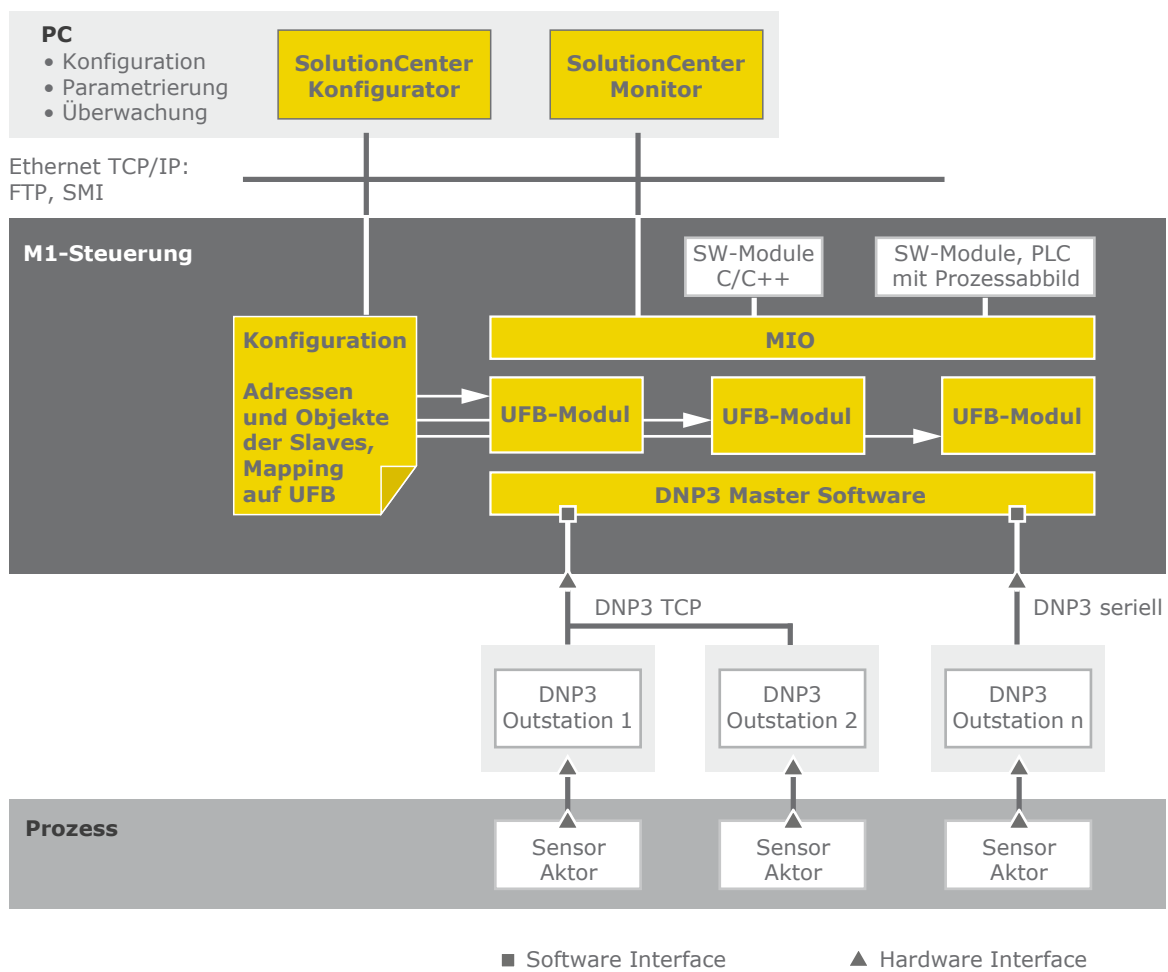 PC
• Konfiguration
• Parametrierung
• Überwachung
SolutionCenter
Konfigurator
SolutionCenter
Monitor
Ethernet TCP/IP:
FTP, SMI
M1-Steuerung
SW-Module
C/C++
SW-Module, PLC
mit Prozessabbild
Konfiguration
Adressen
und Objekte
der Slaves,
Mapping
auf UFB
MIO
UFB-Modul
UFB-Modul
UFB-Modul
DNP3 Master Software
DNP3 TCP
DNP3 seriell
DNP3
Outstation 1
DNP3
Outstation 2
DNP3
Outstation n
Prozess
Sensor
Aktor
Sensor
Aktor
Sensor
Aktor
Software Interface
Hardware Interface